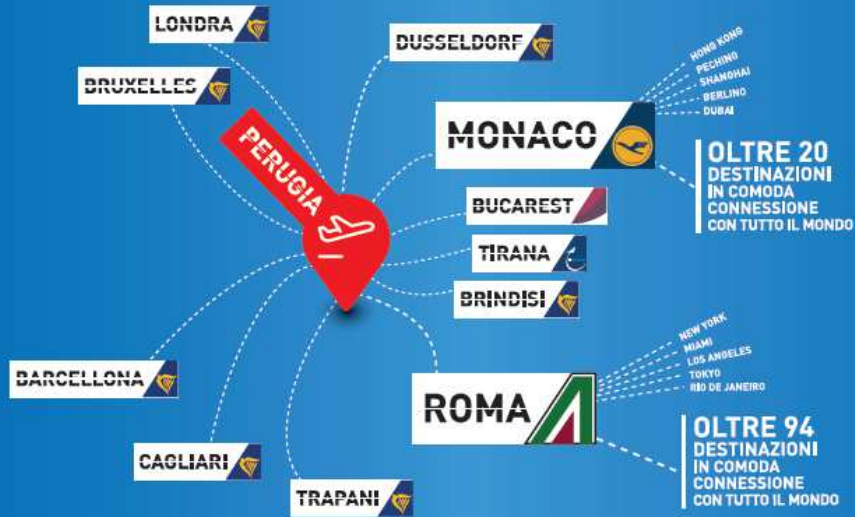 LONDRA
DUSSELDORF
BRUXELLES
HONG KONG
PECHINO
SHANGHAI
BERLINO
DUBAI
MONACO
PERUGIA
OLTRE 20
DESTINAZIONI
IN COMODA
CONNESSIONE
CON TUTTO IL MONDO
BUCAREST
TIRANA
BRINDISI
NEW YORK
MIAMI
LOS ANGELES
TOKYO
RIO DE JANEIRO
BARCELLONA
ROMA
OLTRE 94
DESTINAZIONI
IN COMODA
CONNESSIONE
CON TUTTO IL MONDO
CAGLIARI
TRAPANI